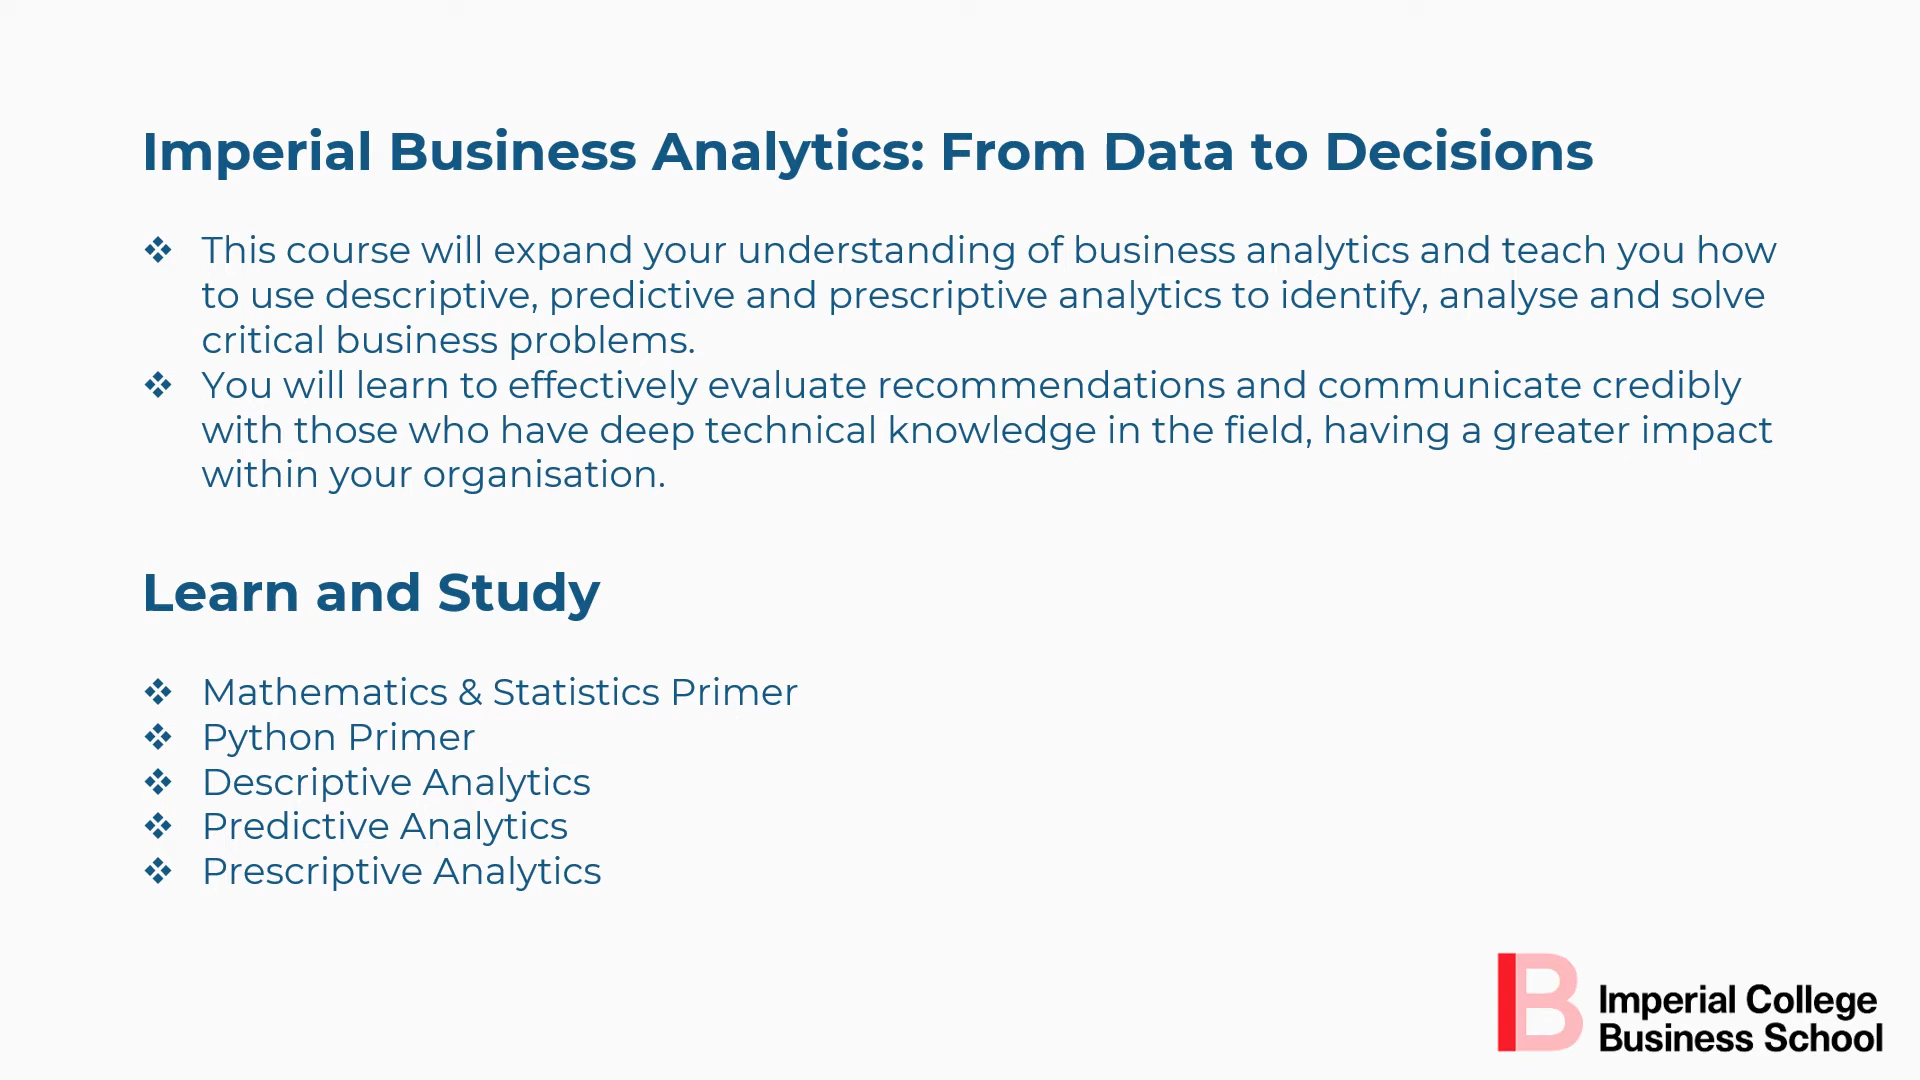 Imperial Business Analytics: From Data to Decisions
❖ This course will expand your understanding of business analytics and teach you how
to use descriptive, predictive and prescriptive analytics to identify, analyse and solve
critical business problems.
❖ You will learn to effectively evaluate recommendations and communicate credibly
with those who have deep technical knowledge in the field, having a greater impact
within your organisation.
Learn and Study
❖ Mathematics & Statistics Primer
❖ Python Primer
❖ Descriptive Analytics
❖ Predictive Analytics
❖ Prescriptive Analytics
IB Imperial College
Business School